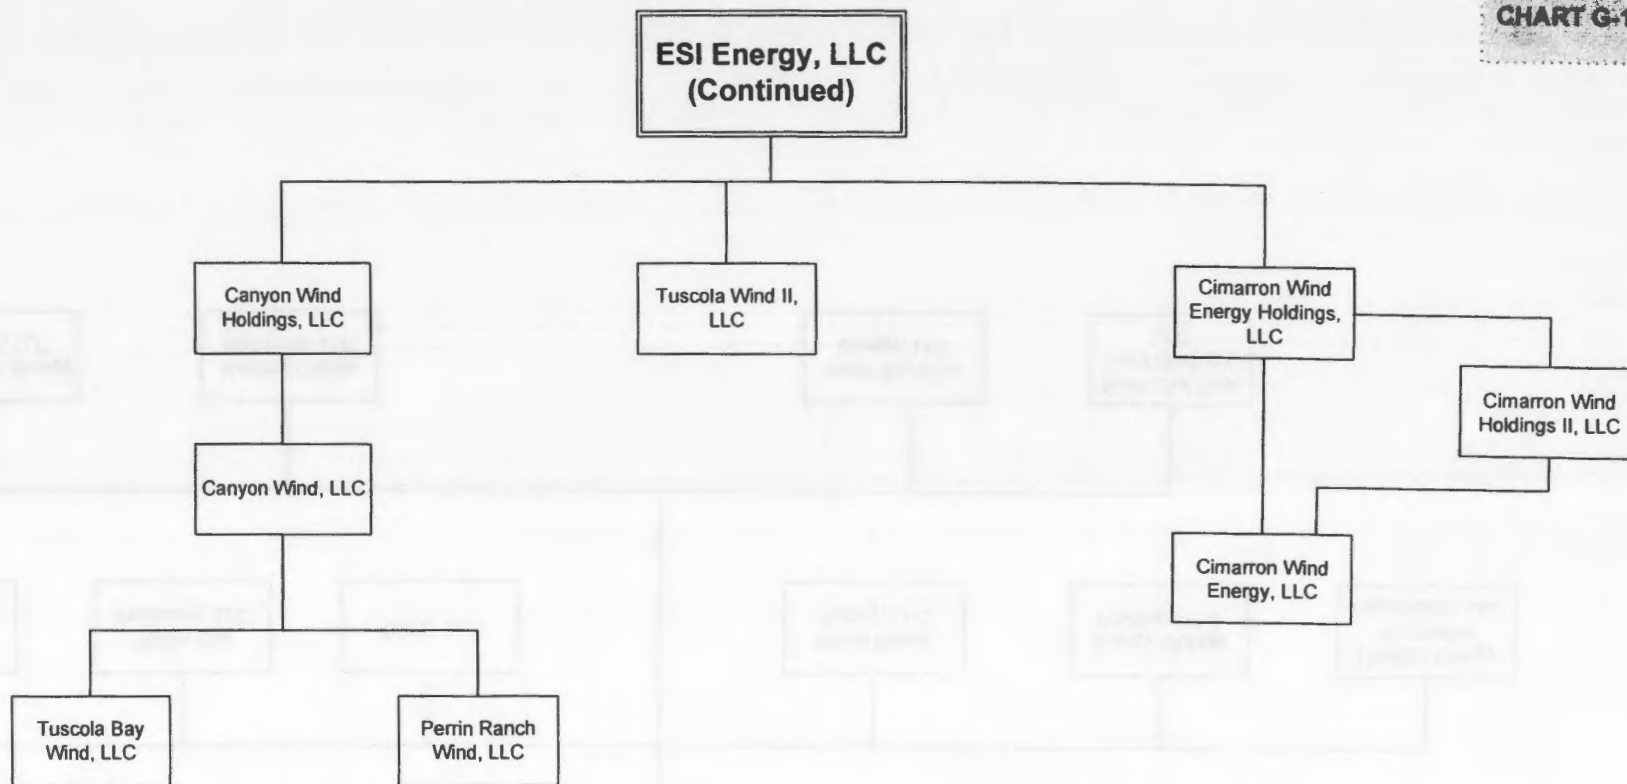 CHART G-1
ESI Energy, LLC
(Continued)
Canyon Wind
Holdings, LLC
Tuscola Wind II,
LLC
Cimarron Wind
Energy Holdings,
LLC
Cimarron Wind
Holdings II, LLC
Canyon Wind, LLC
Cimarron Wind
Energy, LLC
Tuscola Bay
Wind, LLC
Perrin Ranch
Wind, LLC